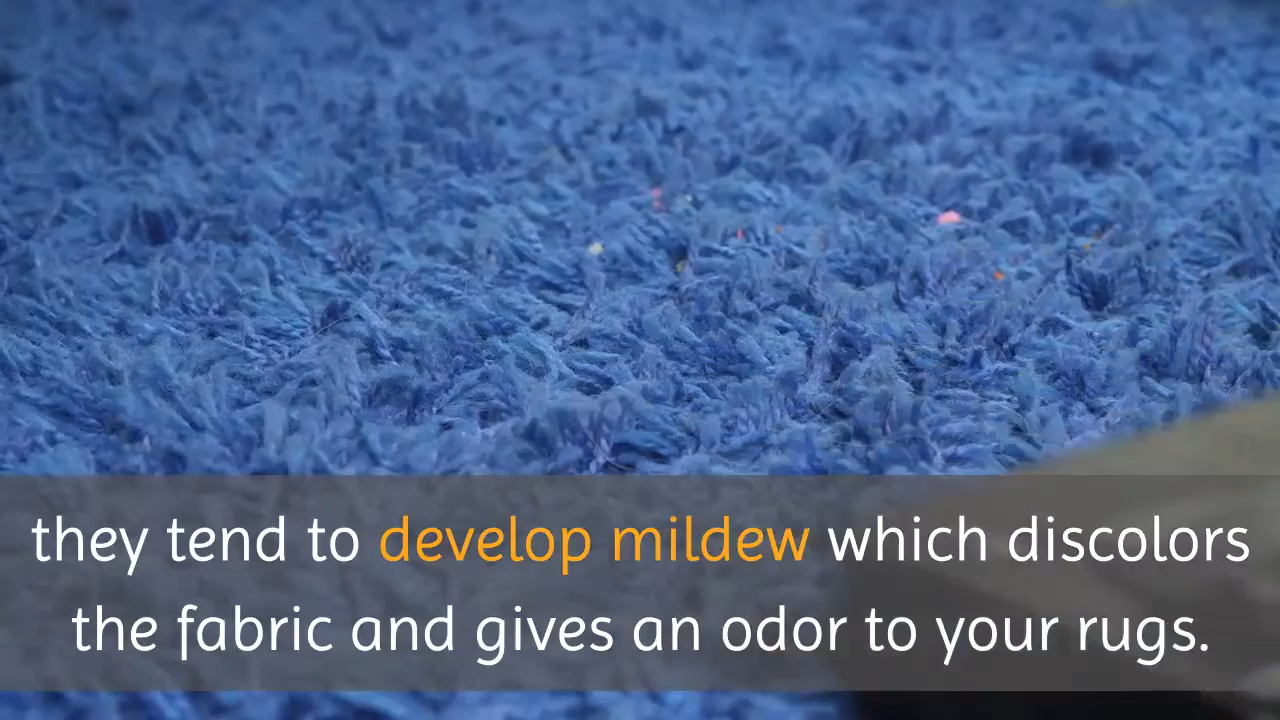 they tend to develop mildew which discolors
the fabric and gives an odor to your rugs.